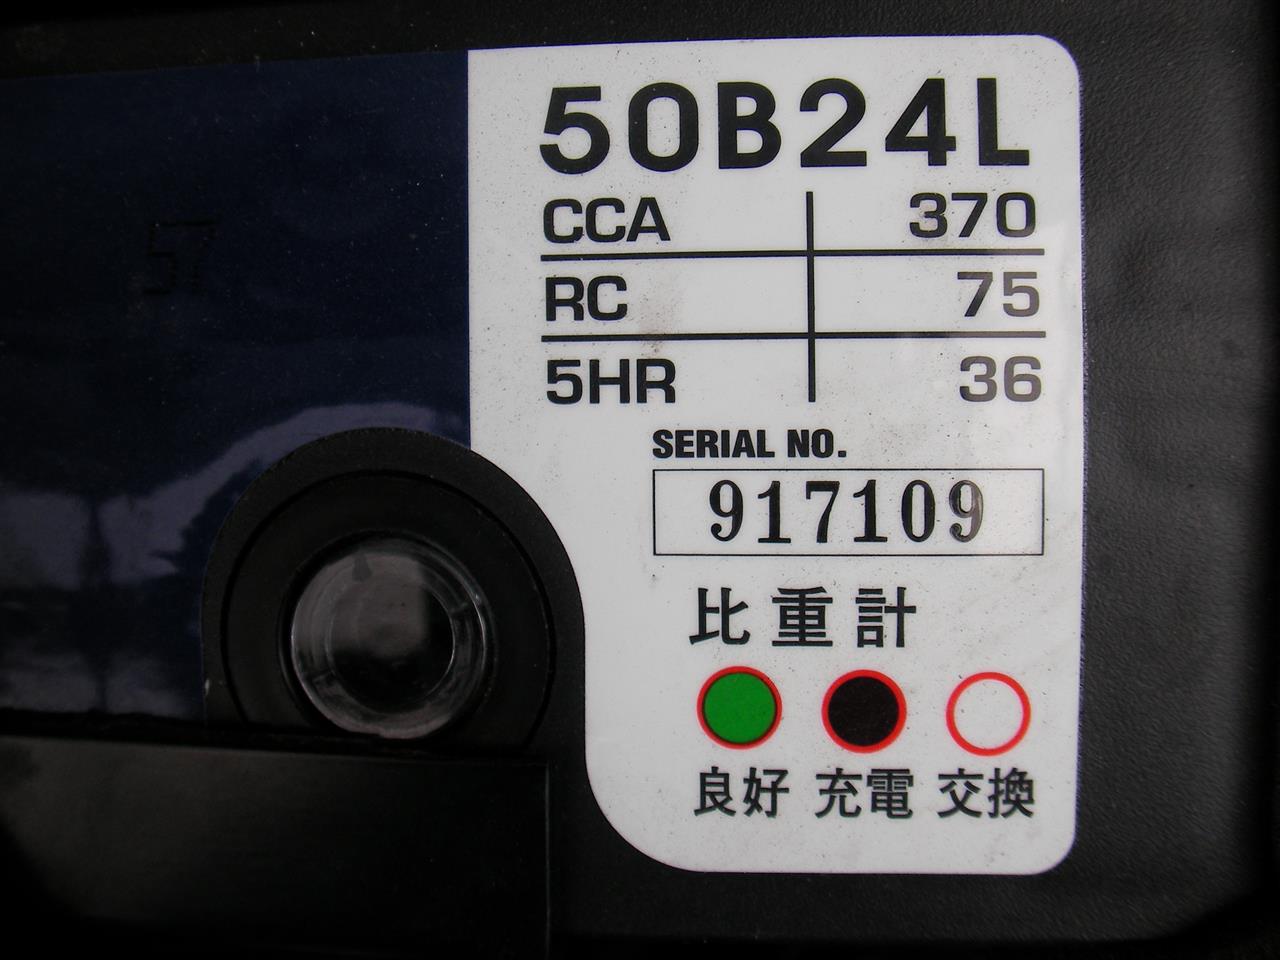 50B24L
CCA 370
RC 75
5HR 36
SERIAL NO.
917109
比重計
良好 充電 交換
57